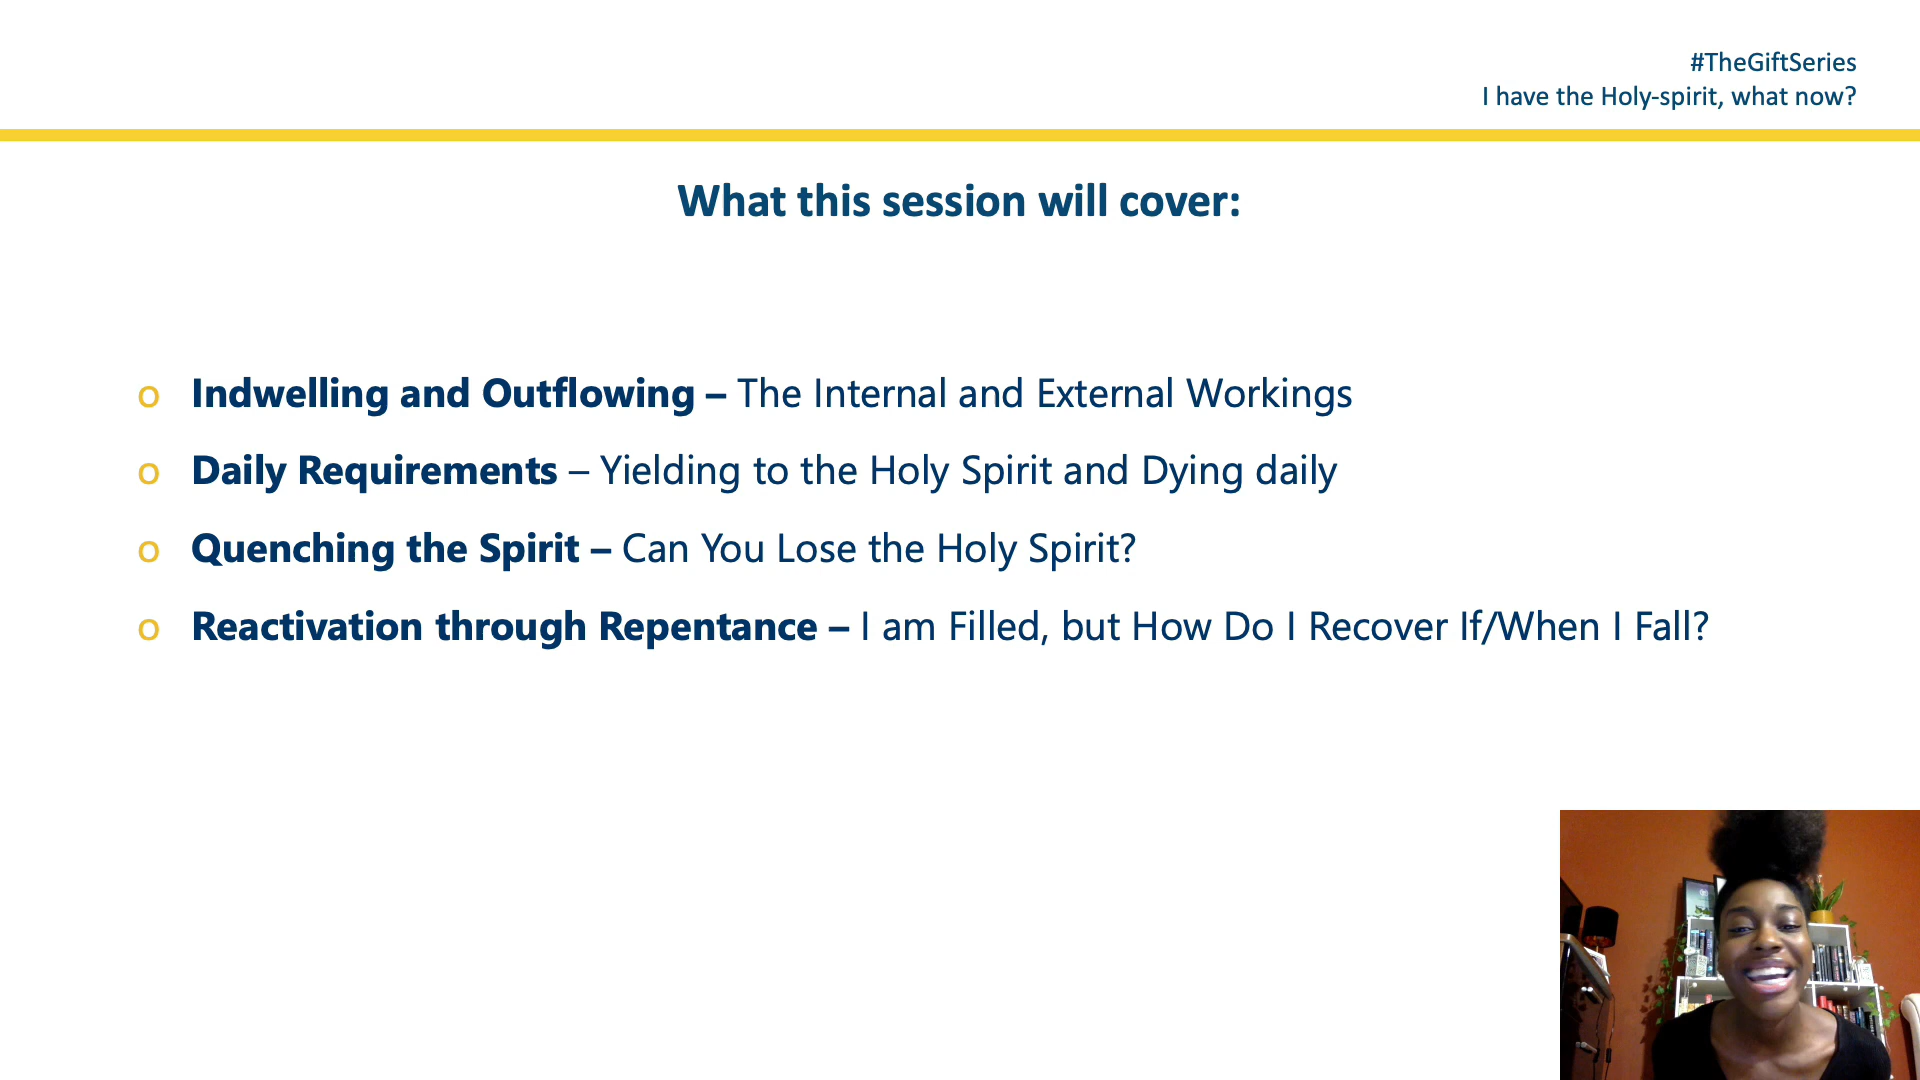 #TheGiftSeries
I have the Holy-spirit, what now?
What this session will cover:
o Indwelling and Outflowing – The Internal and External Workings
o Daily Requirements – Yielding to the Holy Spirit and Dying daily
o Quenching the Spirit – Can You Lose the Holy Spirit?
o Reactivation through Repentance – I am Filled, but How Do I Recover If/When I Fall?